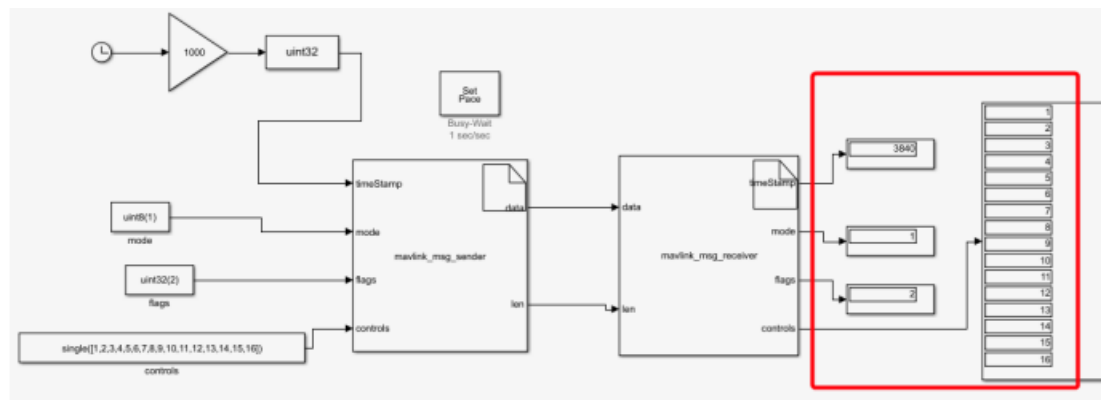 1000
uint32
Set
Pace
Busy-Wait
1 sec/sec
timeStamp
mode
flags
controls
data
len
mavlink_msg_sender
uint8(1)
mode
uint32(2)
flags
single([1,2,3,4,5,6,7,8,9,10,11,12,13,14,15,16])
controls
data
len
mavlink_msg_receiver
timeStamp
mode
flags
controls
3840
1
2
1
2
3
4
5
6
7
8
9
10
11
12
13
14
15
16